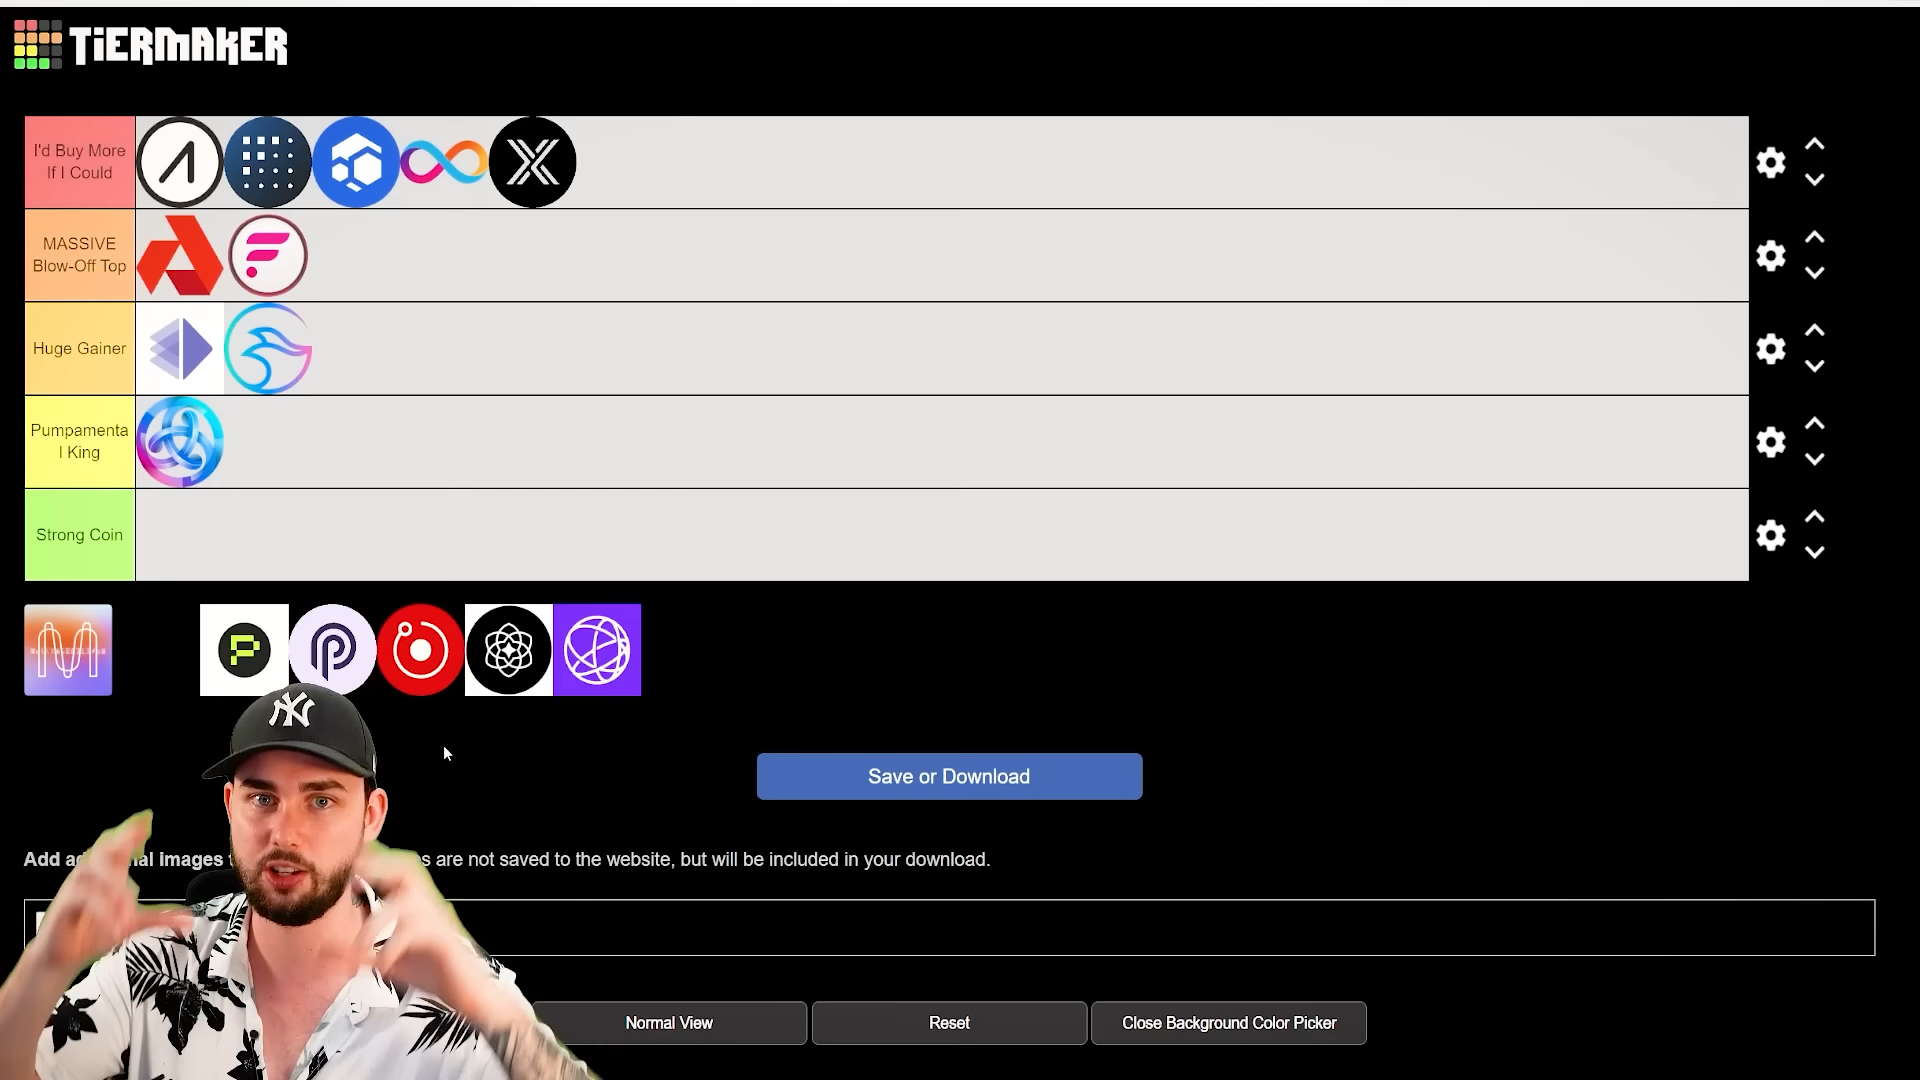 TiERMAKER
I'd Buy More
If I Could
MASSIVE
Blow-Off Top
Huge Gainer
Pumpamenta
l King
Strong Coin
Save or Download
Add a al images s are not saved to the website, but will be included in your download.
Normal View
Reset
Close Background Color Picker